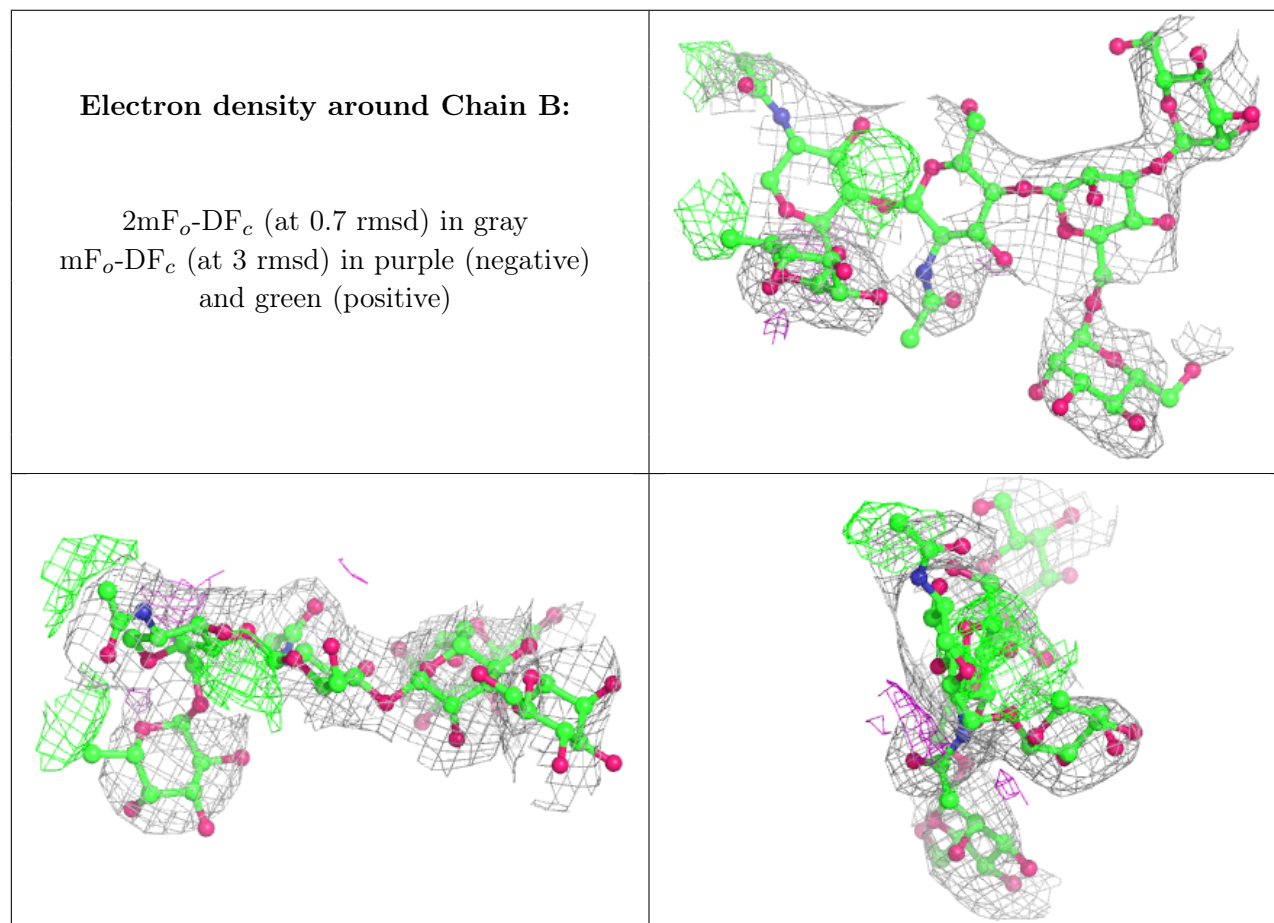 Electron density around Chain B:
2mFo-DFc (at 0.7 rmsd) in gray
mFo-DFc (at 3 rmsd) in purple (negative)
and green (positive)